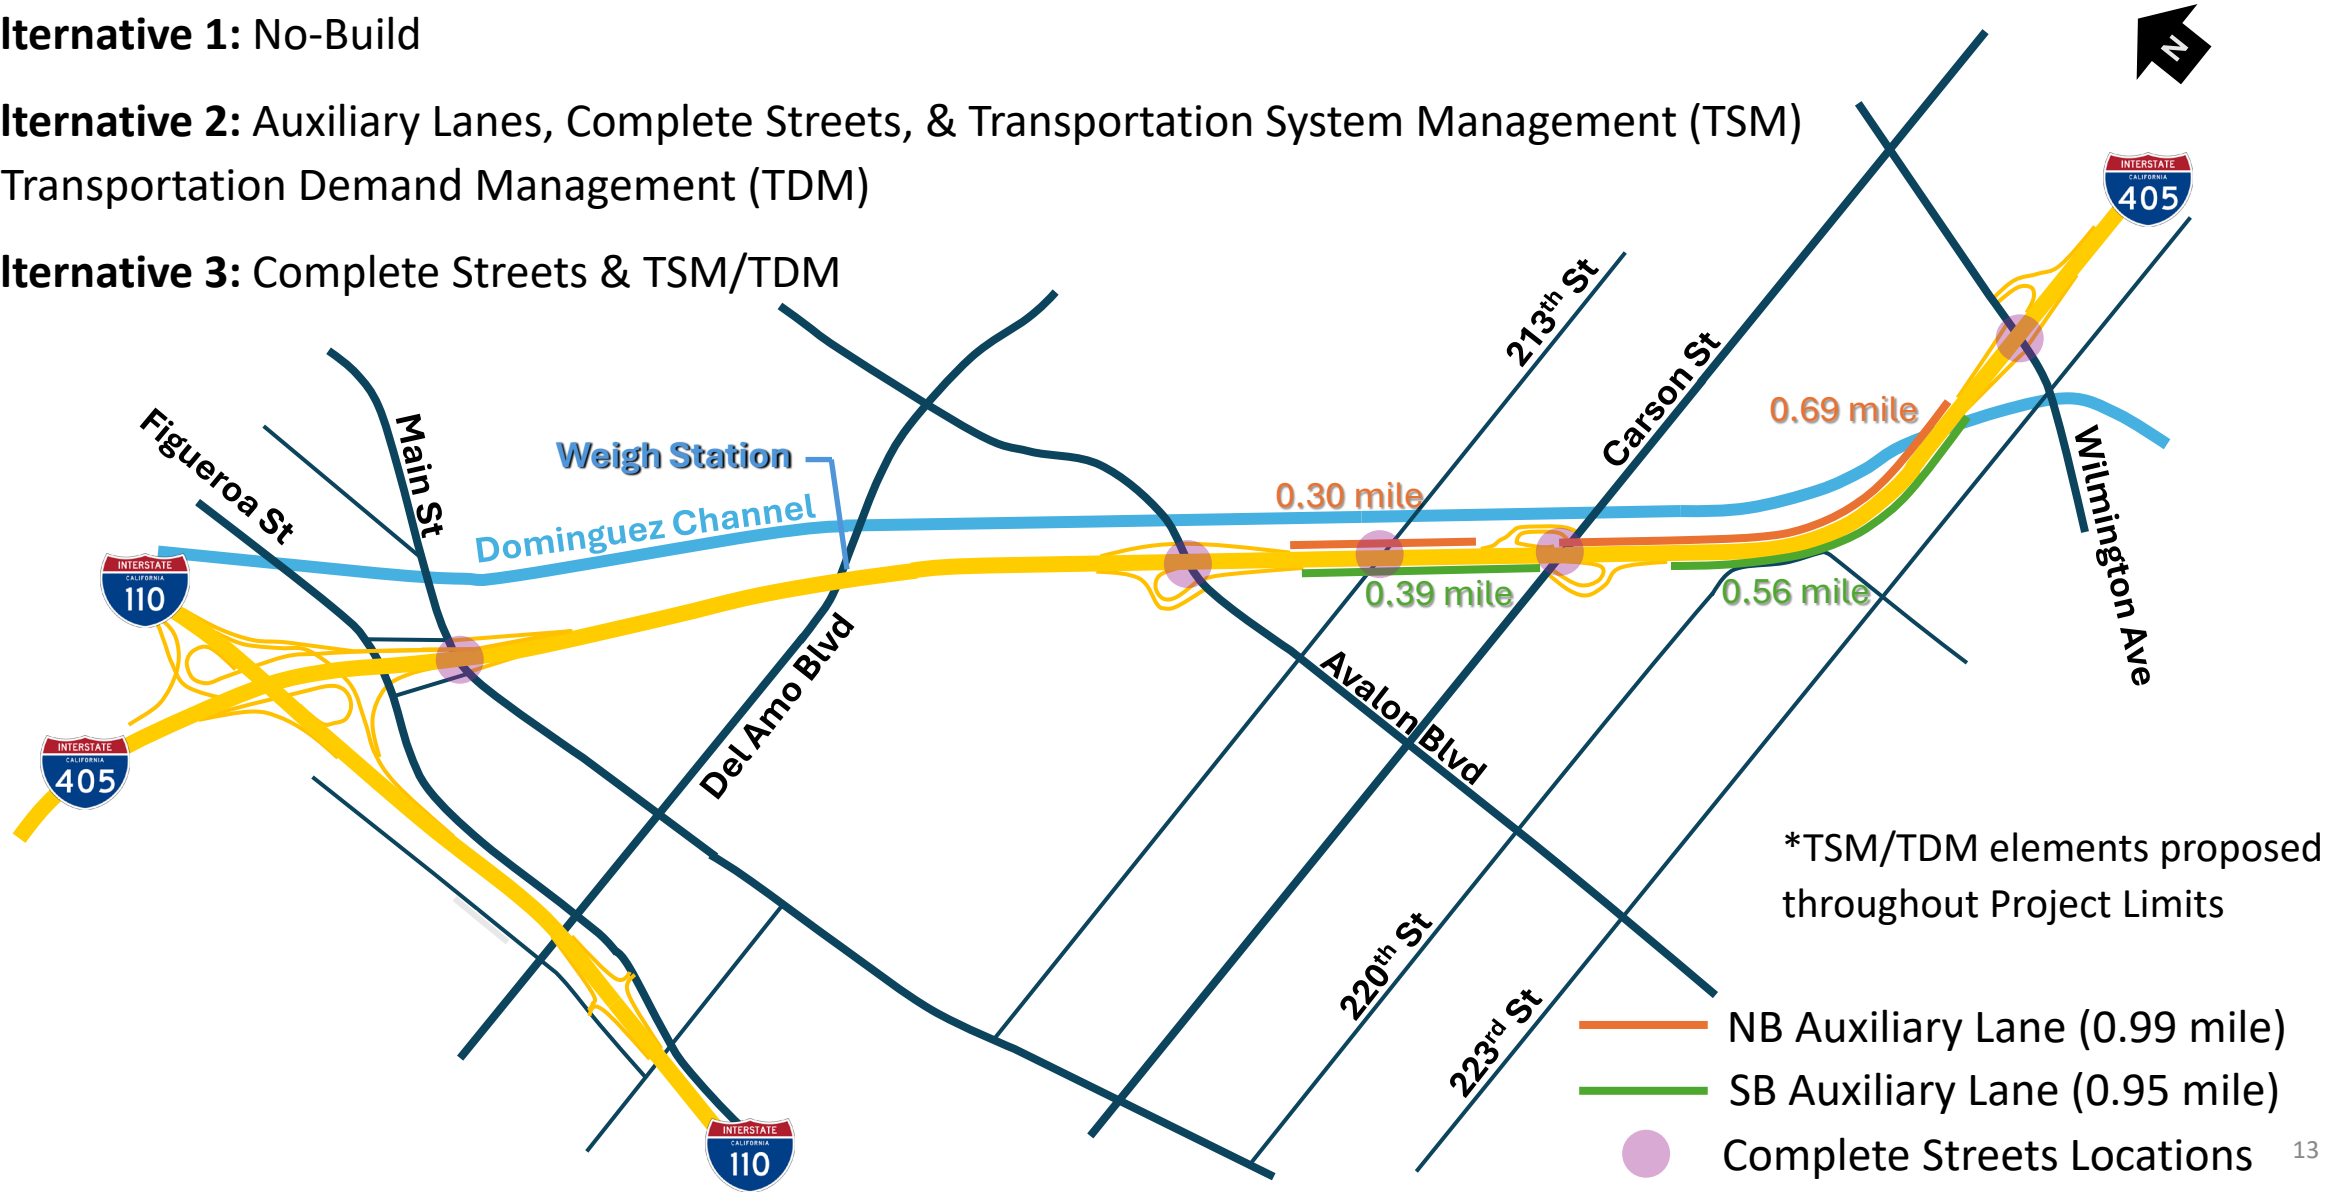 lternative 1: No-Build
lternative 2: Auxiliary Lanes, Complete Streets, & Transportation System Management (TSM)
Transportation Demand Management (TDM)
lternative 3: Complete Streets & TSM/TDM
N
INTERSTATE
CALIFORNIA
405
213th St
Carson St
0.69 mile
Figueroa St
Main St
Weigh Station
Dominguez Channel
0.30 mile
Wilmington Ave
INTERSTATE
CALIFORNIA
110
0.39 mile
0.56 mile
Del Amo Blvd
Avalon Blvd
INTERSTATE
CALIFORNIA
405
*TSM/TDM elements proposed
throughout Project Limits
220th St
223rd St
NB Auxiliary Lane (0.99 mile)
SB Auxiliary Lane (0.95 mile)
Complete Streets Locations
INTERSTATE
CALIFORNIA
110
13